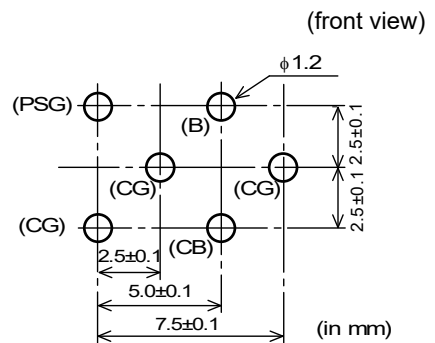 (front view)
ϕ1.2
(PSG)
(B)
2.5±0.1
(CG)
(CG)
2.5±0.1
(CG)
(CB)
2.5±0.1
5.0±0.1
7.5±0.1
(in mm)